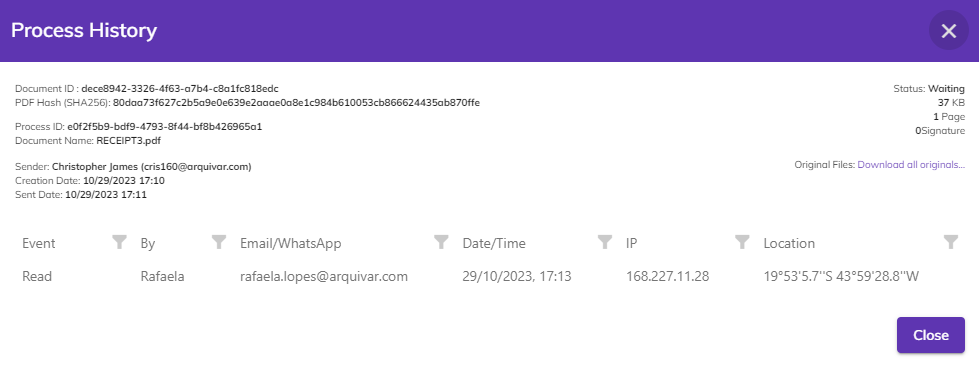 Process History
Document ID : dece8942-3326-4f63-a7b4-c8a1fc818edc
PDF Hash (SHA256): 80daa73f627c2b5a9e0e639e2aaae0a8e1c984b610053cb866624435ab870ffe
Process ID: e0f2f5b9-bdf9-4793-8f44-bf8b426965a1
Document Name: RECEIPT3.pdf
Sender: Christopher James (cris160@arquivar.com)
Creation Date: 10/29/2023 17:10
Sent Date: 10/29/2023 17:11
Status: Waiting
37 KB
1 Page
0Signature
Original Files: Download all originals...
Event By Email/WhatsApp Date/Time IP Location
Read Rafaela rafaela.lopes@arquivar.com 29/10/2023, 17:13 168.227.11.28 19°53'5.7''S 43°59'28.8''W
Close